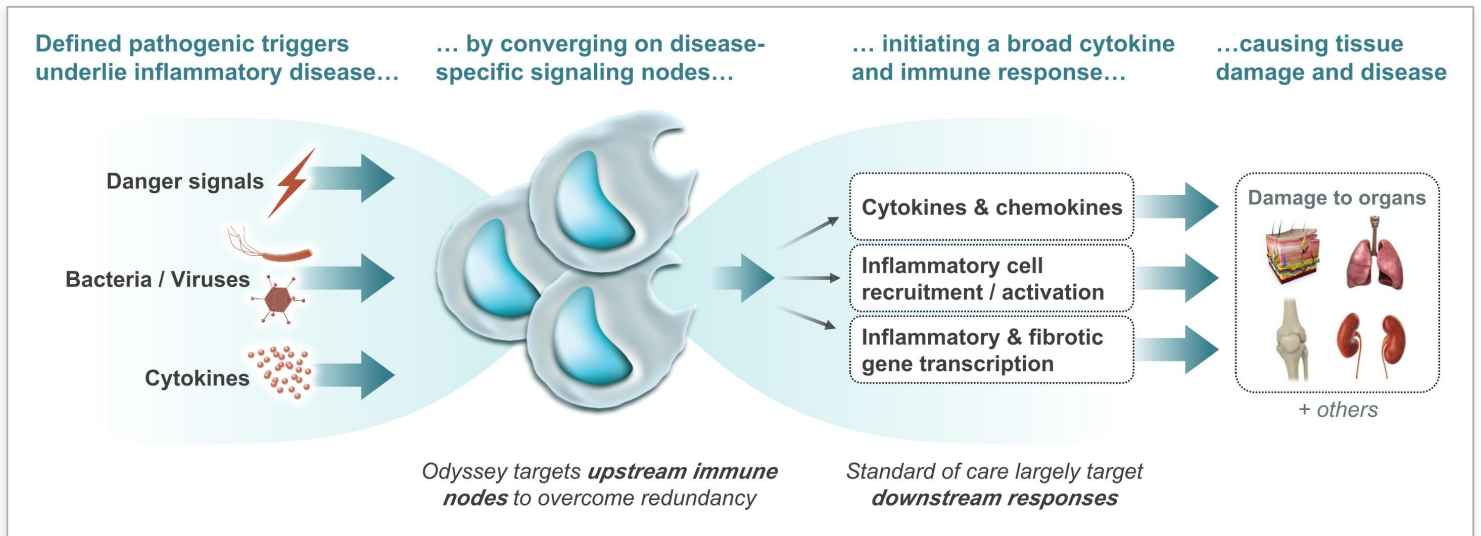 Defined pathogenic triggers
underlie inflammatory disease…
… by converging on disease-
specific signaling nodes…
… initiating a broad cytokine
and immune response…
…causing tissue
damage and disease
Danger signals
Bacteria / Viruses
Cytokines
Cytokines & chemokines
Inflammatory cell
recruitment / activation
Inflammatory & fibrotic
gene transcription
Damage to organs
+ others
Odyssey targets upstream immune
nodes to overcome redundancy
Standard of care largely target
downstream responses